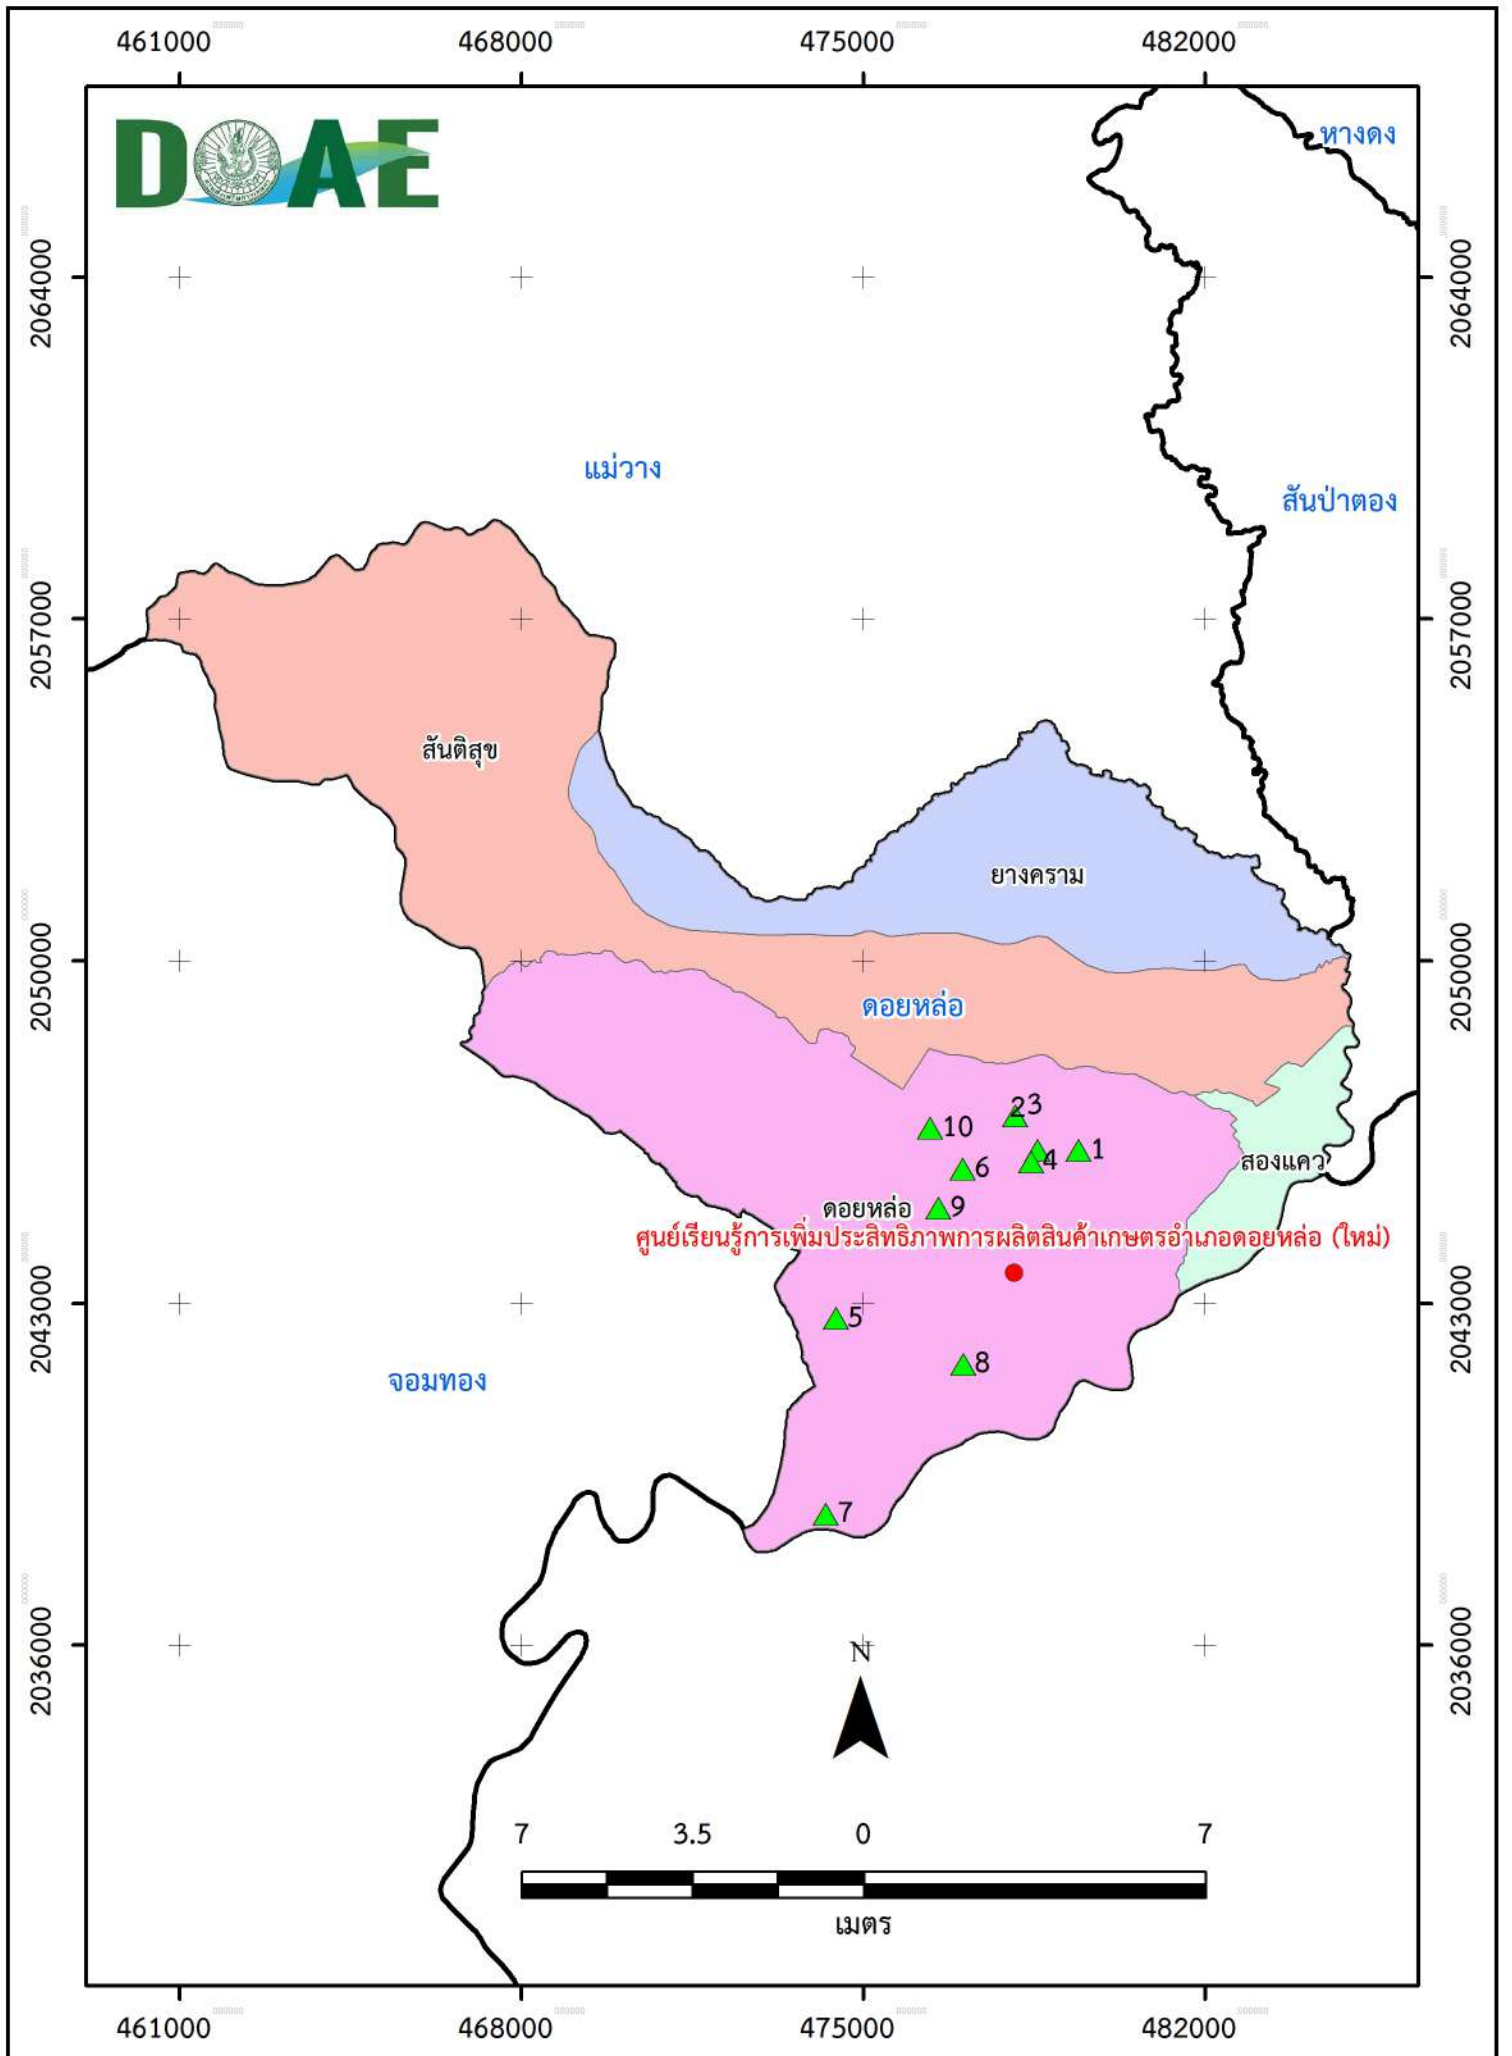 461000 468000 475000 482000
DOAE
หางดง
2064000 2064000
แม่วาง
สันป่าตอง
2057000 2057000
สันติสุข
ยางคราม
2050000 2050000
ดอยหล่อ
23
10
1
4
6
สองแคว
9
ดอยหล่อ
ศูนย์เรียนรู้การเพิ่มประสิทธิภาพการผลิตสินค้าเกษตรอำเภอดอยหล่อ (ใหม่)
2043000 2043000
5
8
จอมทอง
7
2036000 2036000
N
7 3.5 0 7
เมตร
461000 468000 475000 482000